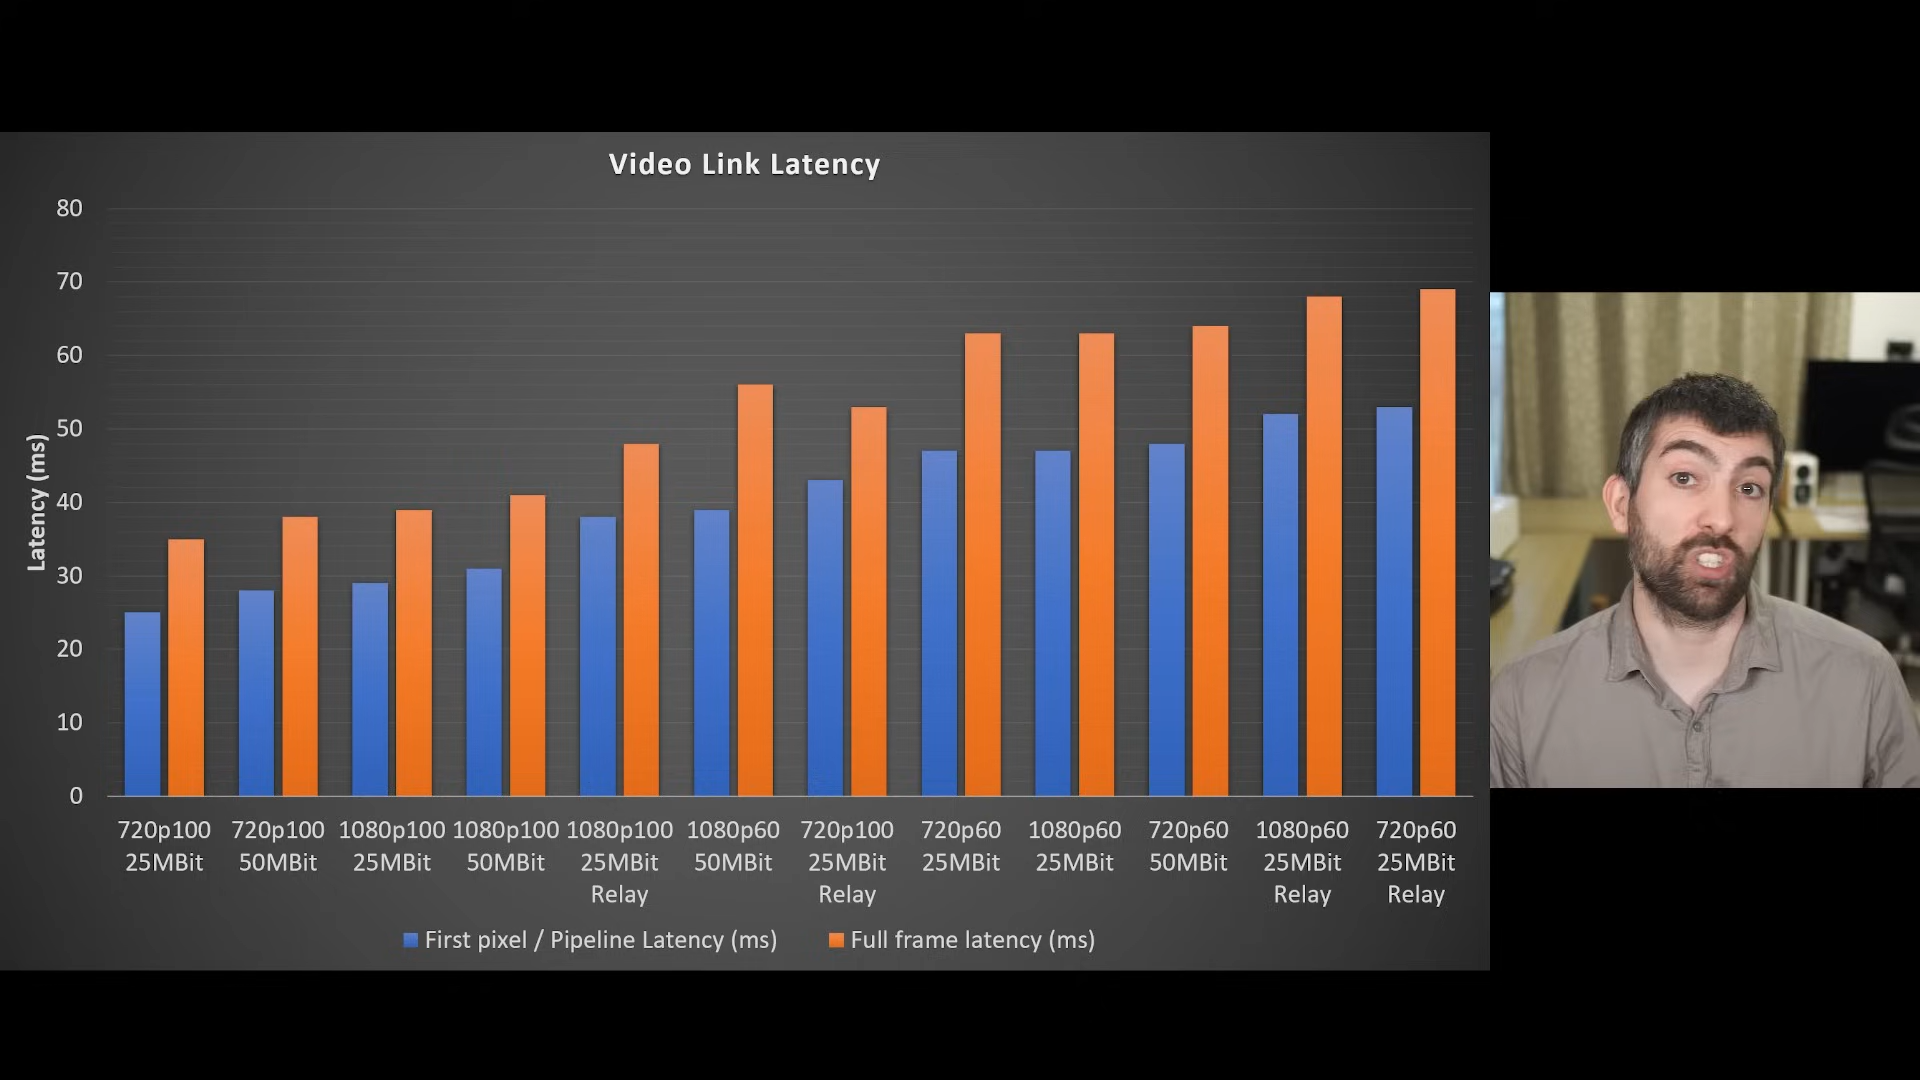 Video Link Latency
80
70
60
50
40
30
20
10
0
Latency (ms)
720p100 25MBit
720p100 50MBit
1080p100 25MBit
1080p100 50MBit
1080p100 25MBit Relay
1080p60 50MBit
720p100 25MBit Relay
720p60 25MBit
1080p60 25MBit
720p60 50MBit
1080p60 25MBit Relay
720p60 25MBit Relay
First pixel / Pipeline Latency (ms)
Full frame latency (ms)